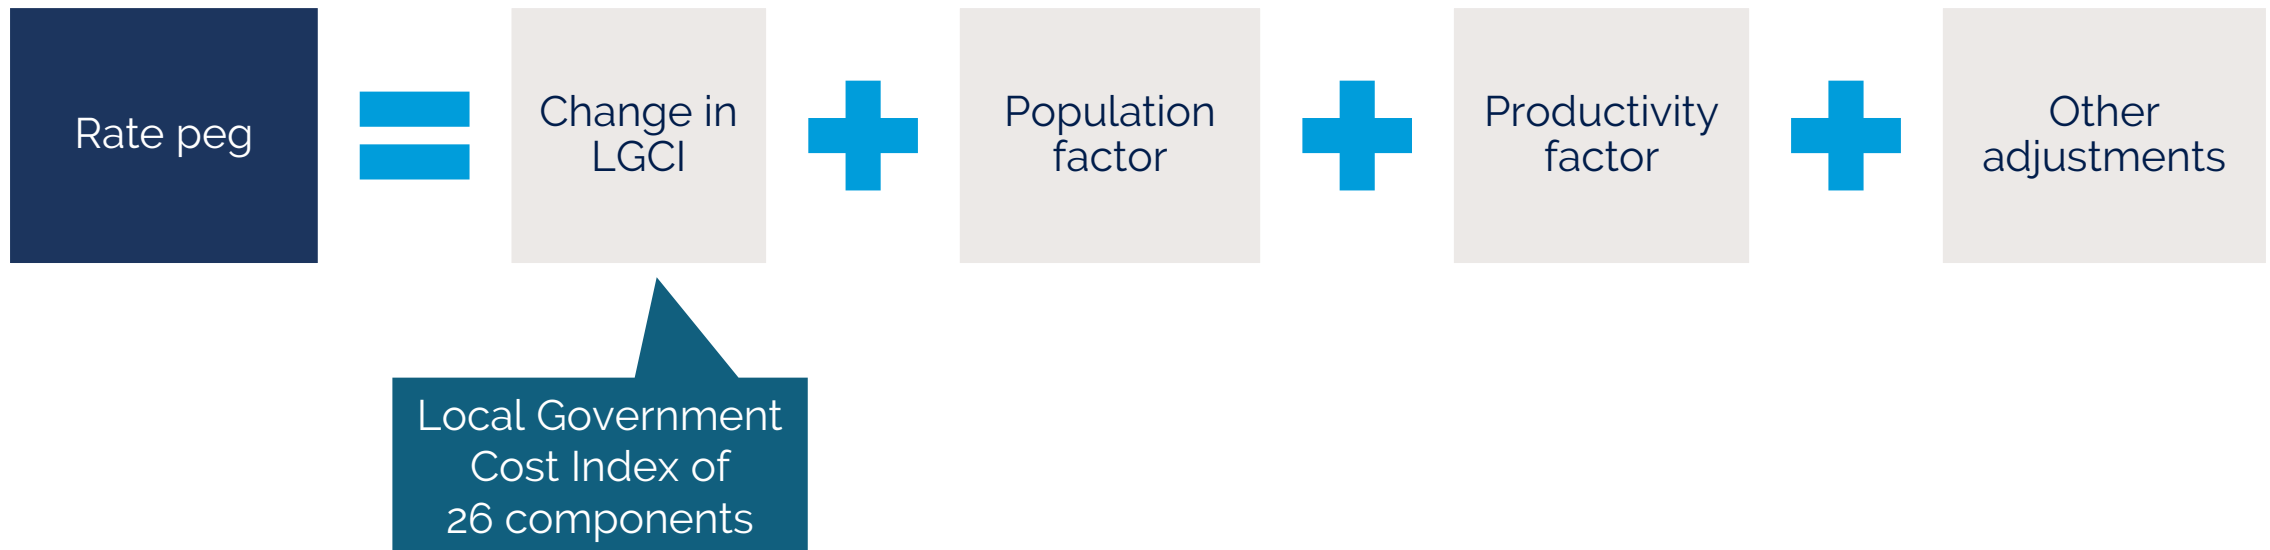 Rate peg
Change in
LGCI
Population
factor
Productivity
factor
Other
adjustments
Local Government
Cost Index of
26 components